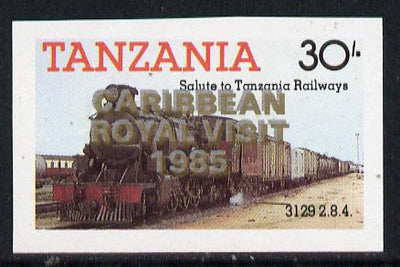 TANZANIA 30/-
Salute to Tanzania Railways
CARIBBEAN
ROYAL VISIT
1985
3129 2.8.4.